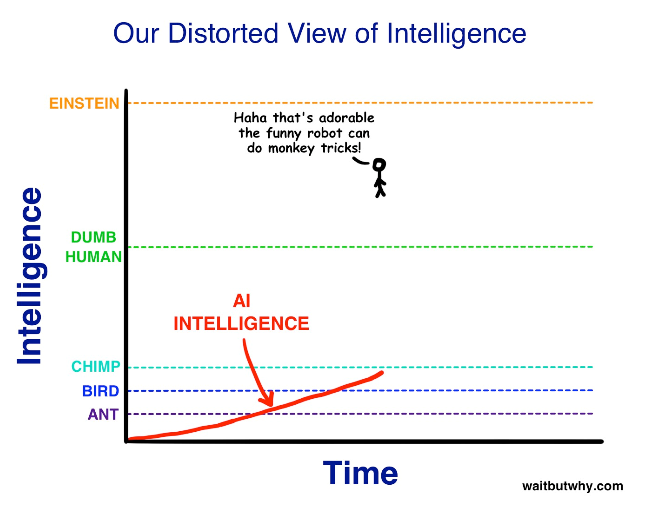 Our Distorted View of Intelligence
EINSTEIN
Haha that's adorable
the funny robot can
do monkey tricks!
DUMB
HUMAN
Intelligence
AI
INTELLIGENCE
CHIMP
BIRD
ANT
Time
waitbutwhy.com